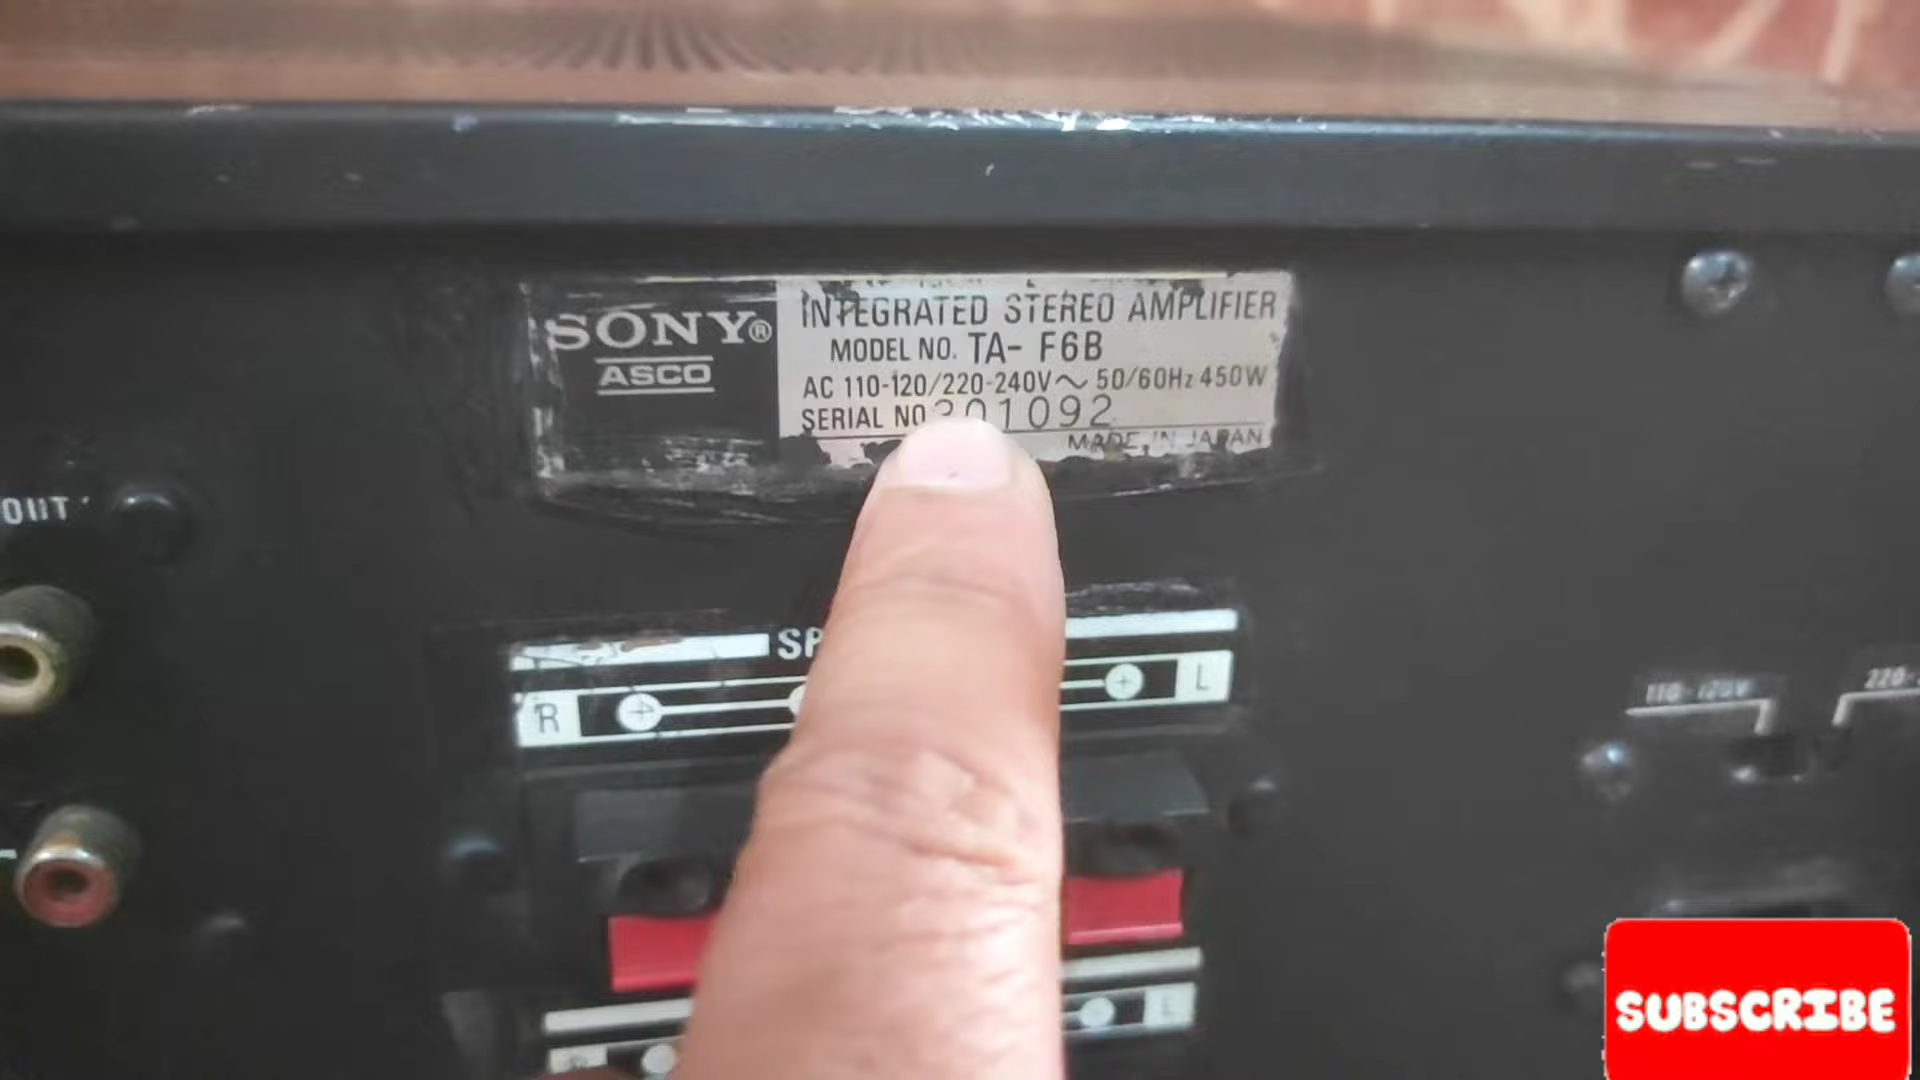 SONY®
ASCO
INTEGRATED STEREO AMPLIFIER
MODEL NO. TA- F6B
AC 110-120/220-240V~ 50/60Hz 450W
SERIAL NO 301092
MADE IN JAPAN
OUT
R
L
110-120V
L
SUBSCRIBE